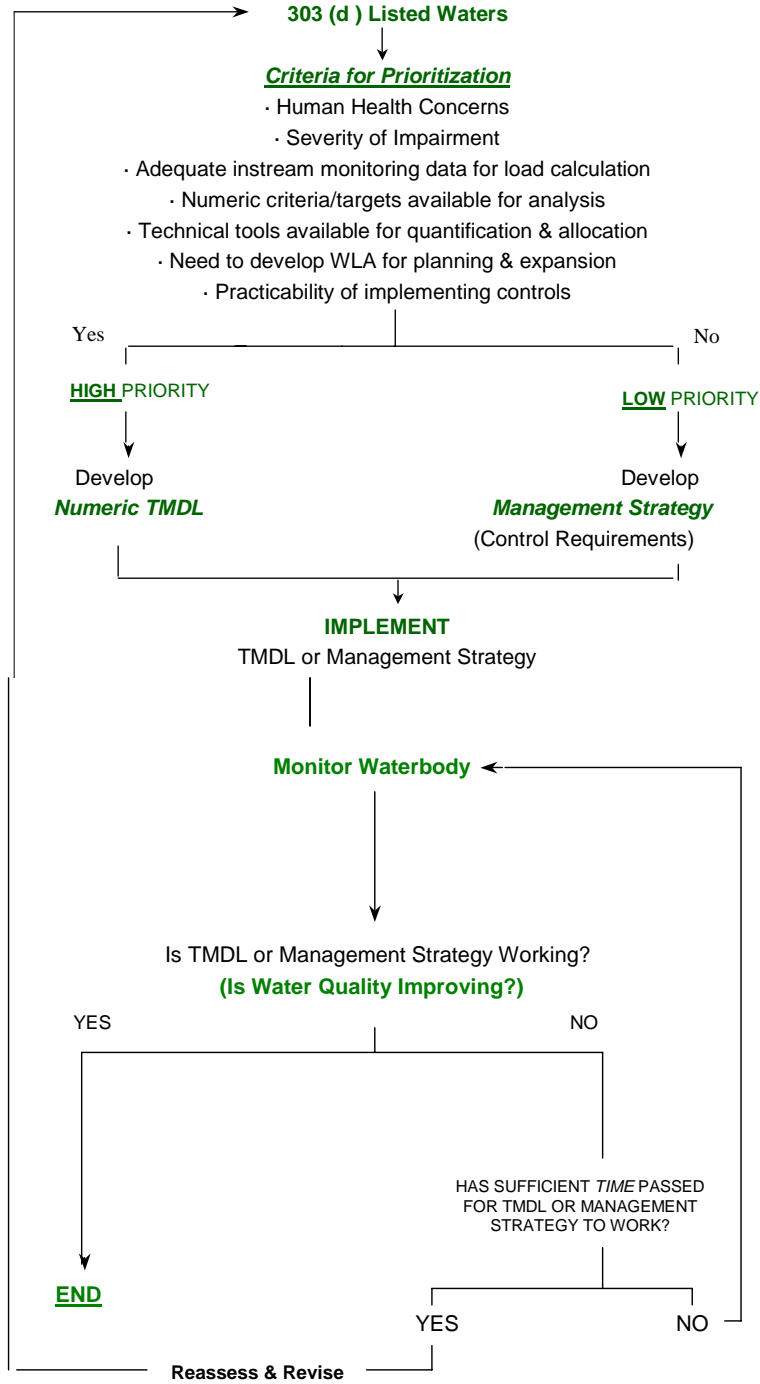 303 (d ) Listed Waters
Criteria for Prioritization
· Human Health Concerns
· Severity of Impairment
· Adequate instream monitoring data for load calculation
· Numeric criteria/targets available for analysis
· Technical tools available for quantification & allocation
· Need to develop WLA for planning & expansion
· Practicability of implementing controls
Yes
No
HIGH PRIORITY
LOW PRIORITY
Develop
Numeric TMDL
Develop
Management Strategy
(Control Requirements)
IMPLEMENT
TMDL or Management Strategy
Monitor Waterbody
Is TMDL or Management Strategy Working?
(Is Water Quality Improving?)
YES
NO
HAS SUFFICIENT TIME PASSED
FOR TMDL OR MANAGEMENT
STRATEGY TO WORK?
END
YES
NO
Reassess & Revise